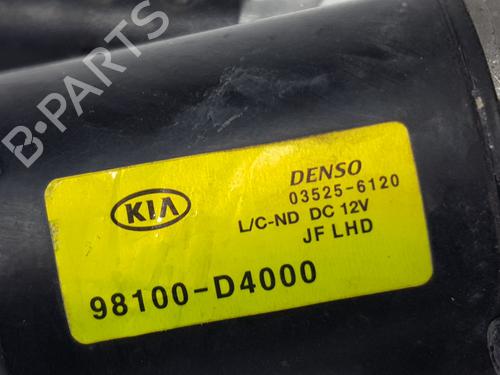 B-PARTS
KIA
DENSO
03525-6120
L/C-ND DC 12V
JF LHD
98100-D4000